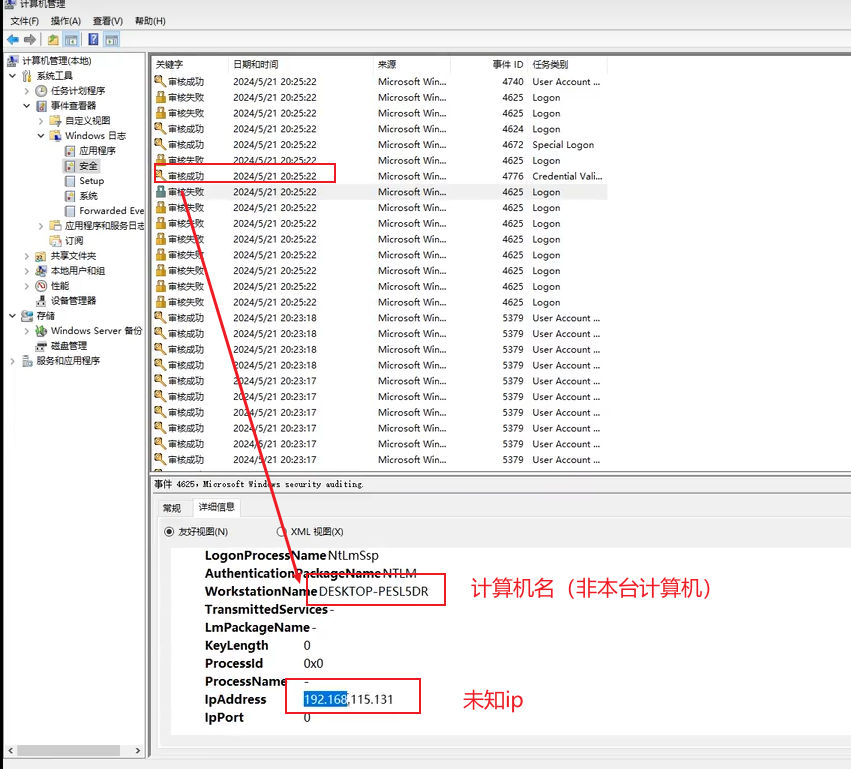 计算机管理
文件(F) 操作(A) 查看(V) 帮助(H)
计算机管理(本地)
系统工具
任务计划程序
事件查看器
自定义视图
Windows 日志
应用程序
安全
Setup
系统
Forwarded Eve
应用程序和服务日志
订阅
共享文件夹
本地用户和组
性能
设备管理器
存储
Windows Server 备份
磁盘管理
服务和应用程序
关键字 日期和时间 来源 事件 ID 任务类别
审核成功 2024/5/21 20:25:22 Microsoft Win... 4740 User Account ...
审核失败 2024/5/21 20:25:22 Microsoft Win... 4625 Logon
审核失败 2024/5/21 20:25:22 Microsoft Win... 4625 Logon
审核成功 2024/5/21 20:25:22 Microsoft Win... 4624 Logon
审核成功 2024/5/21 20:25:22 Microsoft Win... 4672 Special Logon
审核失败 2024/5/21 20:25:22 Microsoft Win... 4625 Logon
审核成功 2024/5/21 20:25:22 Microsoft Win... 4776 Credential Vali...
审核失败 2024/5/21 20:25:22 Microsoft Win... 4625 Logon
审核失败 2024/5/21 20:25:22 Microsoft Win... 4625 Logon
审核失败 2024/5/21 20:25:22 Microsoft Win... 4625 Logon
审核失败 2024/5/21 20:25:22 Microsoft Win... 4625 Logon
审核失败 2024/5/21 20:25:22 Microsoft Win... 4625 Logon
审核失败 2024/5/21 20:25:22 Microsoft Win... 4625 Logon
审核失败 2024/5/21 20:25:22 Microsoft Win... 4625 Logon
审核失败 2024/5/21 20:25:22 Microsoft Win... 4625 Logon
审核成功 2024/5/21 20:23:18 Microsoft Win... 5379 User Account ...
审核成功 2024/5/21 20:23:18 Microsoft Win... 5379 User Account ...
审核成功 2024/5/21 20:23:18 Microsoft Win... 5379 User Account ...
审核成功 2024/5/21 20:23:18 Microsoft Win... 5379 User Account ...
审核成功 2024/5/21 20:23:17 Microsoft Win... 5379 User Account ...
审核成功 2024/5/21 20:23:17 Microsoft Win... 5379 User Account ...
审核成功 2024/5/21 20:23:17 Microsoft Win... 5379 User Account ...
审核成功 2024/5/21 20:23:17 Microsoft Win... 5379 User Account ...
审核成功 2024/5/21 20:23:17 Microsoft Win... 5379 User Account ...
审核成功 2024/5/21 20:23:17 Microsoft Win... 5379 User Account ...
事件 4625，Microsoft Windows security auditing.
常规 详细信息
友好视图(N) XML 视图(X)
LogonProcessName NtLmSsp
AuthenticationPackageName NTLM
WorkstationName DESKTOP-PESL5DR
计算机名（非本台计算机）
TransmittedServices -
LmPackageName -
KeyLength 0
ProcessId 0x0
ProcessName -
IpAddress 192.168.115.131
未知ip
IpPort 0